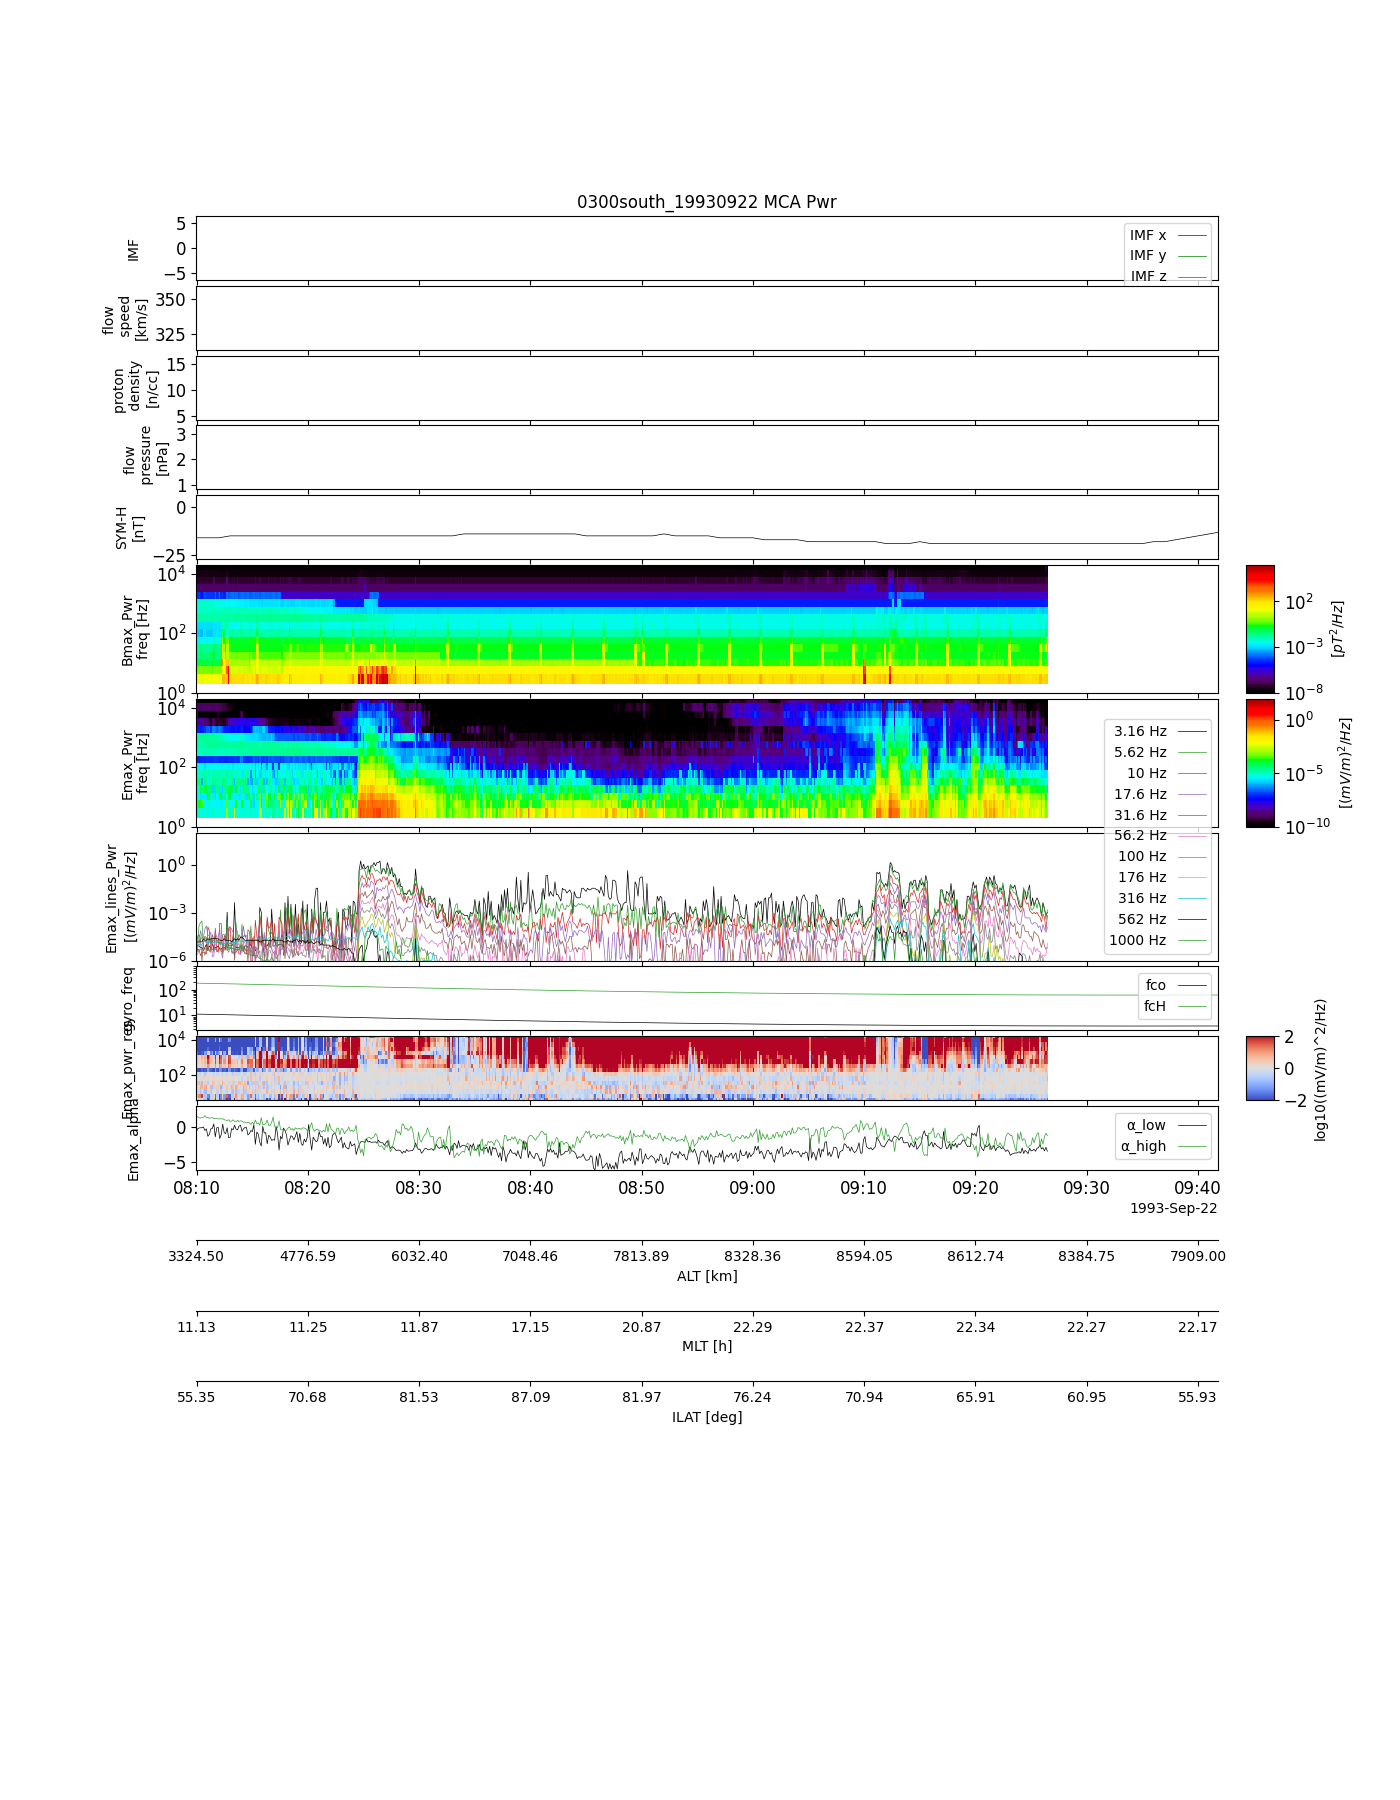 0300south_19930922 MCA Pwr
5
0
−5
IMF
IMF x
IMF y
IMF z
350
325
flow
speed
[km/s]
15
10
5
proton
density
[n/cc]
3
2
1
flow
pressure
[nPa]
0
−25
SYM-H
[nT]
10^4
10^2
10^0
Bmax_Pwr
freq [Hz]
10^2
10^−3
10^−8
[pT^2/Hz]
10^4
10^2
10^0
Emax_Pwr
freq [Hz]
10^0
10^−5
10^−10
[(mV/m)^2/Hz]
3.16 Hz
5.62 Hz
10 Hz
17.6 Hz
31.6 Hz
56.2 Hz
100 Hz
176 Hz
316 Hz
562 Hz
1000 Hz
10^0
10^−3
10^−6
Emax_lines_Pwr
[(mV/m)^2/Hz]
10^2
10^1
gyro_freq
fco
fcH
10^4
10^2
Emax_pwr_reg
2
0
−2
log10((mV/m)^2/Hz)
0
−5
Emax_alpha
α_low
α_high
08:10 08:20 08:30 08:40 08:50 09:00 09:10 09:20 09:30 09:40
1993-Sep-22
3324.50 4776.59 6032.40 7048.46 7813.89 8328.36 8594.05 8612.74 8384.75 7909.00
ALT [km]
11.13 11.25 11.87 17.15 20.87 22.29 22.37 22.34 22.27 22.17
MLT [h]
55.35 70.68 81.53 87.09 81.97 76.24 70.94 65.91 60.95 55.93
ILAT [deg]